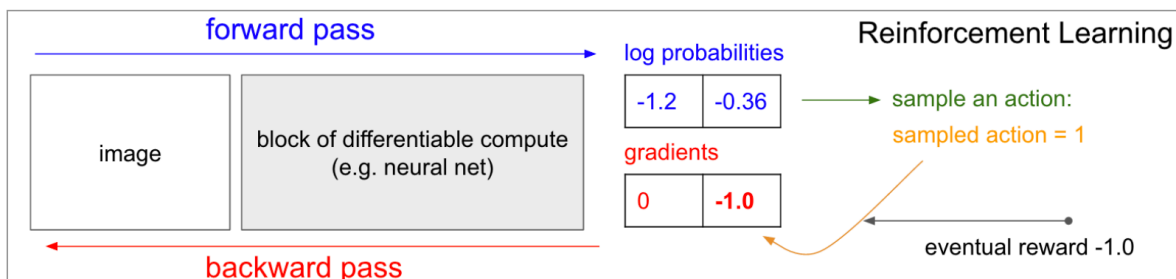 forward pass
Reinforcement Learning
log probabilities
-1.2 -0.36
sample an action:
sampled action = 1
image
block of differentiable compute
(e.g. neural net)
gradients
0 -1.0
eventual reward -1.0
backward pass